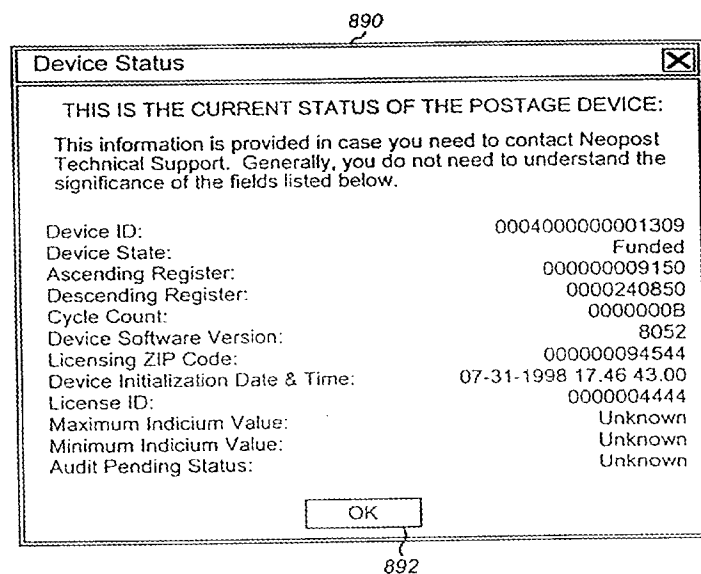 890
Device Status
THIS IS THE CURRENT STATUS OF THE POSTAGE DEVICE:
This information is provided in case you need to contact Neopost
Technical Support. Generally, you do not need to understand the
significance of the fields listed below.
Device ID: 0004000000001309
Device State: Funded
Ascending Register: 000000009150
Descending Register: 0000240850
Cycle Count: 0000000B
Device Software Version: 8052
Licensing ZIP Code: 000000094544
Device Initialization Date & Time: 07-31-1998 17.46 43.00
License ID: 0000004444
Maximum Indicium Value: Unknown
Minimum Indicium Value: Unknown
Audit Pending Status: Unknown
OK
892